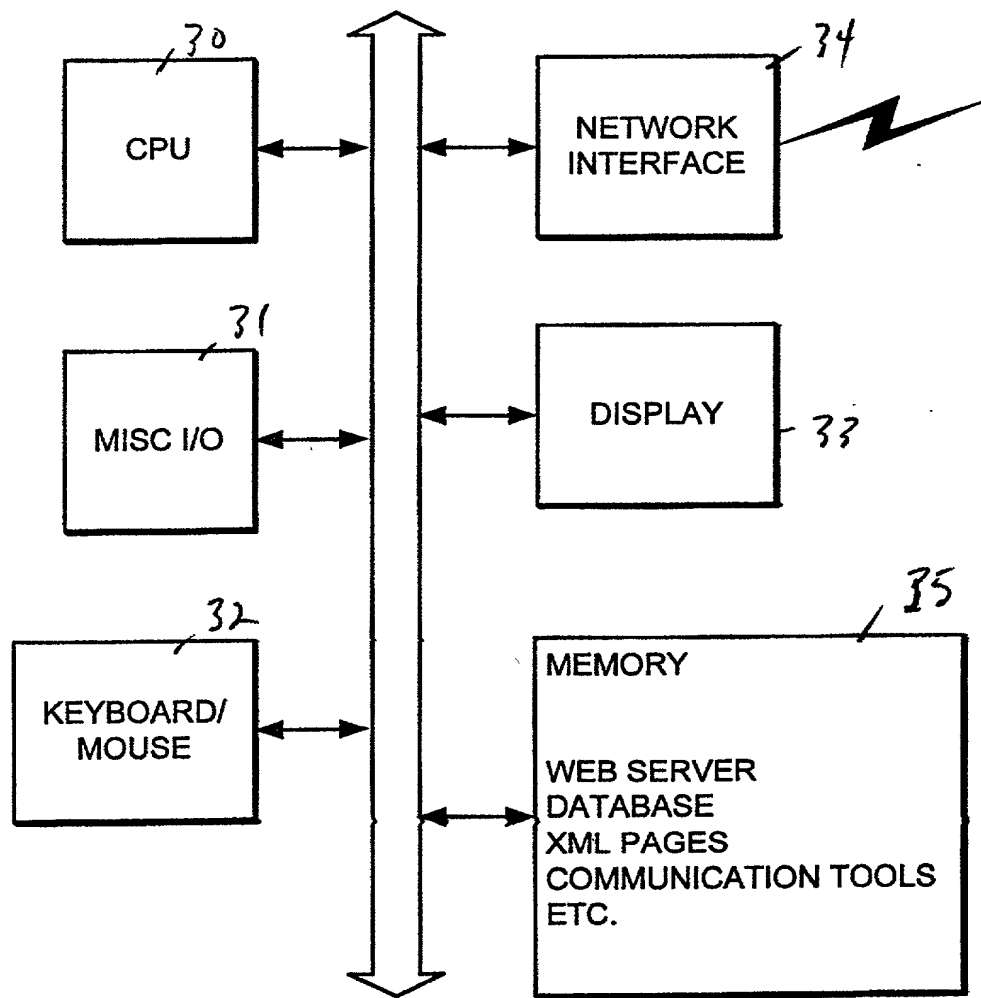 30
CPU
34
NETWORK
INTERFACE
31
MISC I/O
DISPLAY
33
32
KEYBOARD/
MOUSE
35
MEMORY
WEB SERVER
DATABASE
XML PAGES
COMMUNICATION TOOLS
ETC.